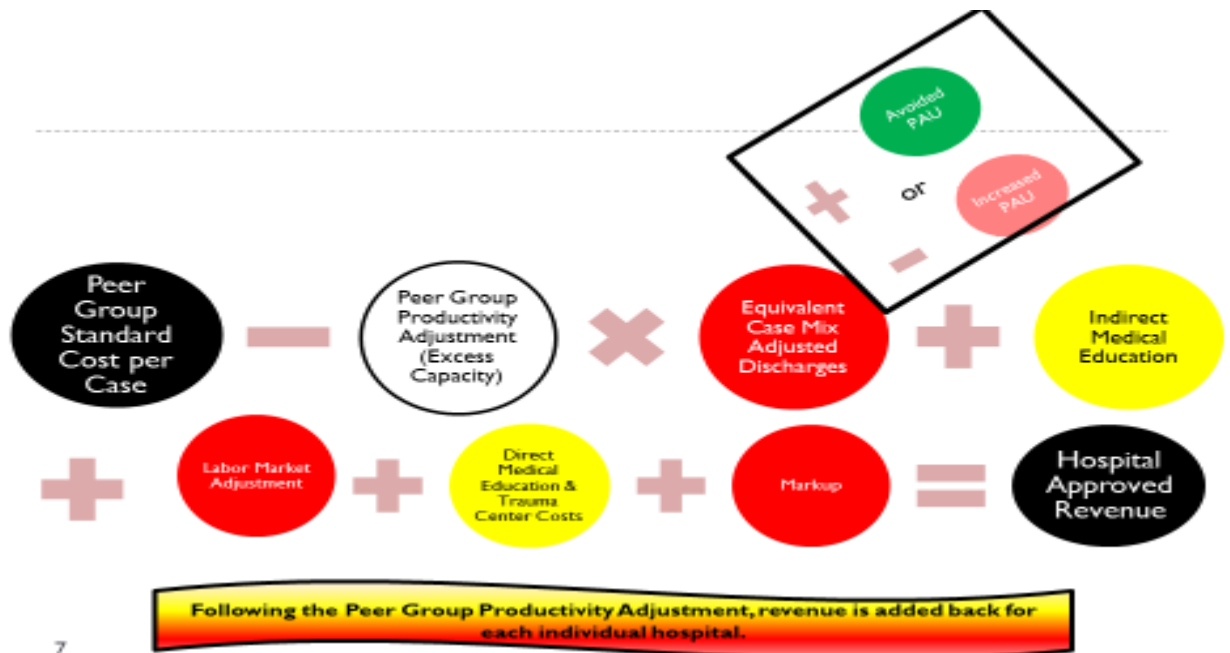 Avoided
PAU
or
Increased
PAU
Peer
Group
Standard
Cost per
Case
Peer Group
Productivity
Adjustment
(Excess
Capacity)
Equivalent
Case Mix
Adjusted
Discharges
Indirect
Medical
Education
Labor Market
Adjustment
Direct
Medical
Education &
Trauma
Center Costs
Markup
Hospital
Approved
Revenue
Following the Peer Group Productivity Adjustment, revenue is added back for
each individual hospital.
7